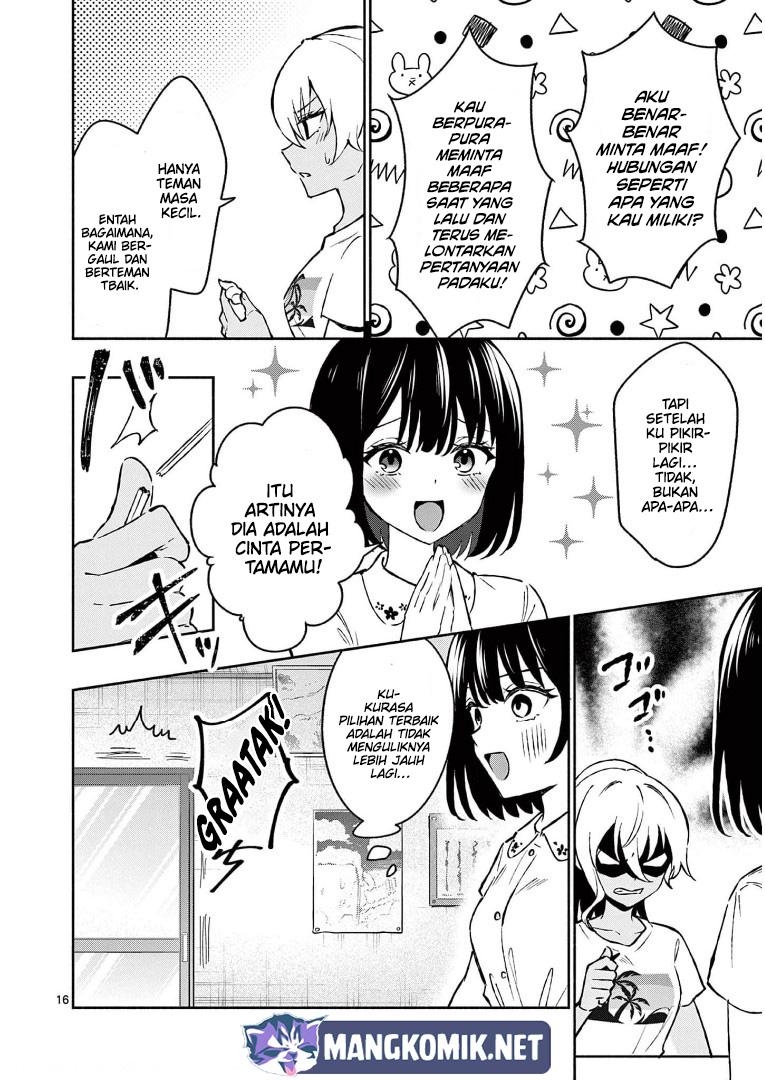 AKU
BENAR-
BENAR
MINTA MAAF!
HUBUNGAN
SEPERTI
APA YANG
KAU MILIKI?
KAU
BERPURA-
PURA
MEMINTA
MAAF
BEBERAPA
SAAT YANG
LALU DAN
TERUS ME-
LONTARKAN
PERTANYAAN
PADAKU!
HANYA
TEMAN
MASA
KECIL.
ENTAH
BAGAIMANA,
KAMI BER-
GAUL DAN
BERTEMAN
TBAIK.
TAPI
SETELAH
KU PIKIR-
PIKIR
LAGI...
TIDAK,
BUKAN
APA-APA...
ITU
ARTINYA
DIA ADALAH
CINTA PER-
TAMAMU!
KU-
KURASA
PILIHAN TERBAIK
ADALAH TIDAK
MENGULIKNYA
LEBIH JAUH
LAGI...
GRAATAK!
ゴゴ…
16
MANGKOMIK.NET